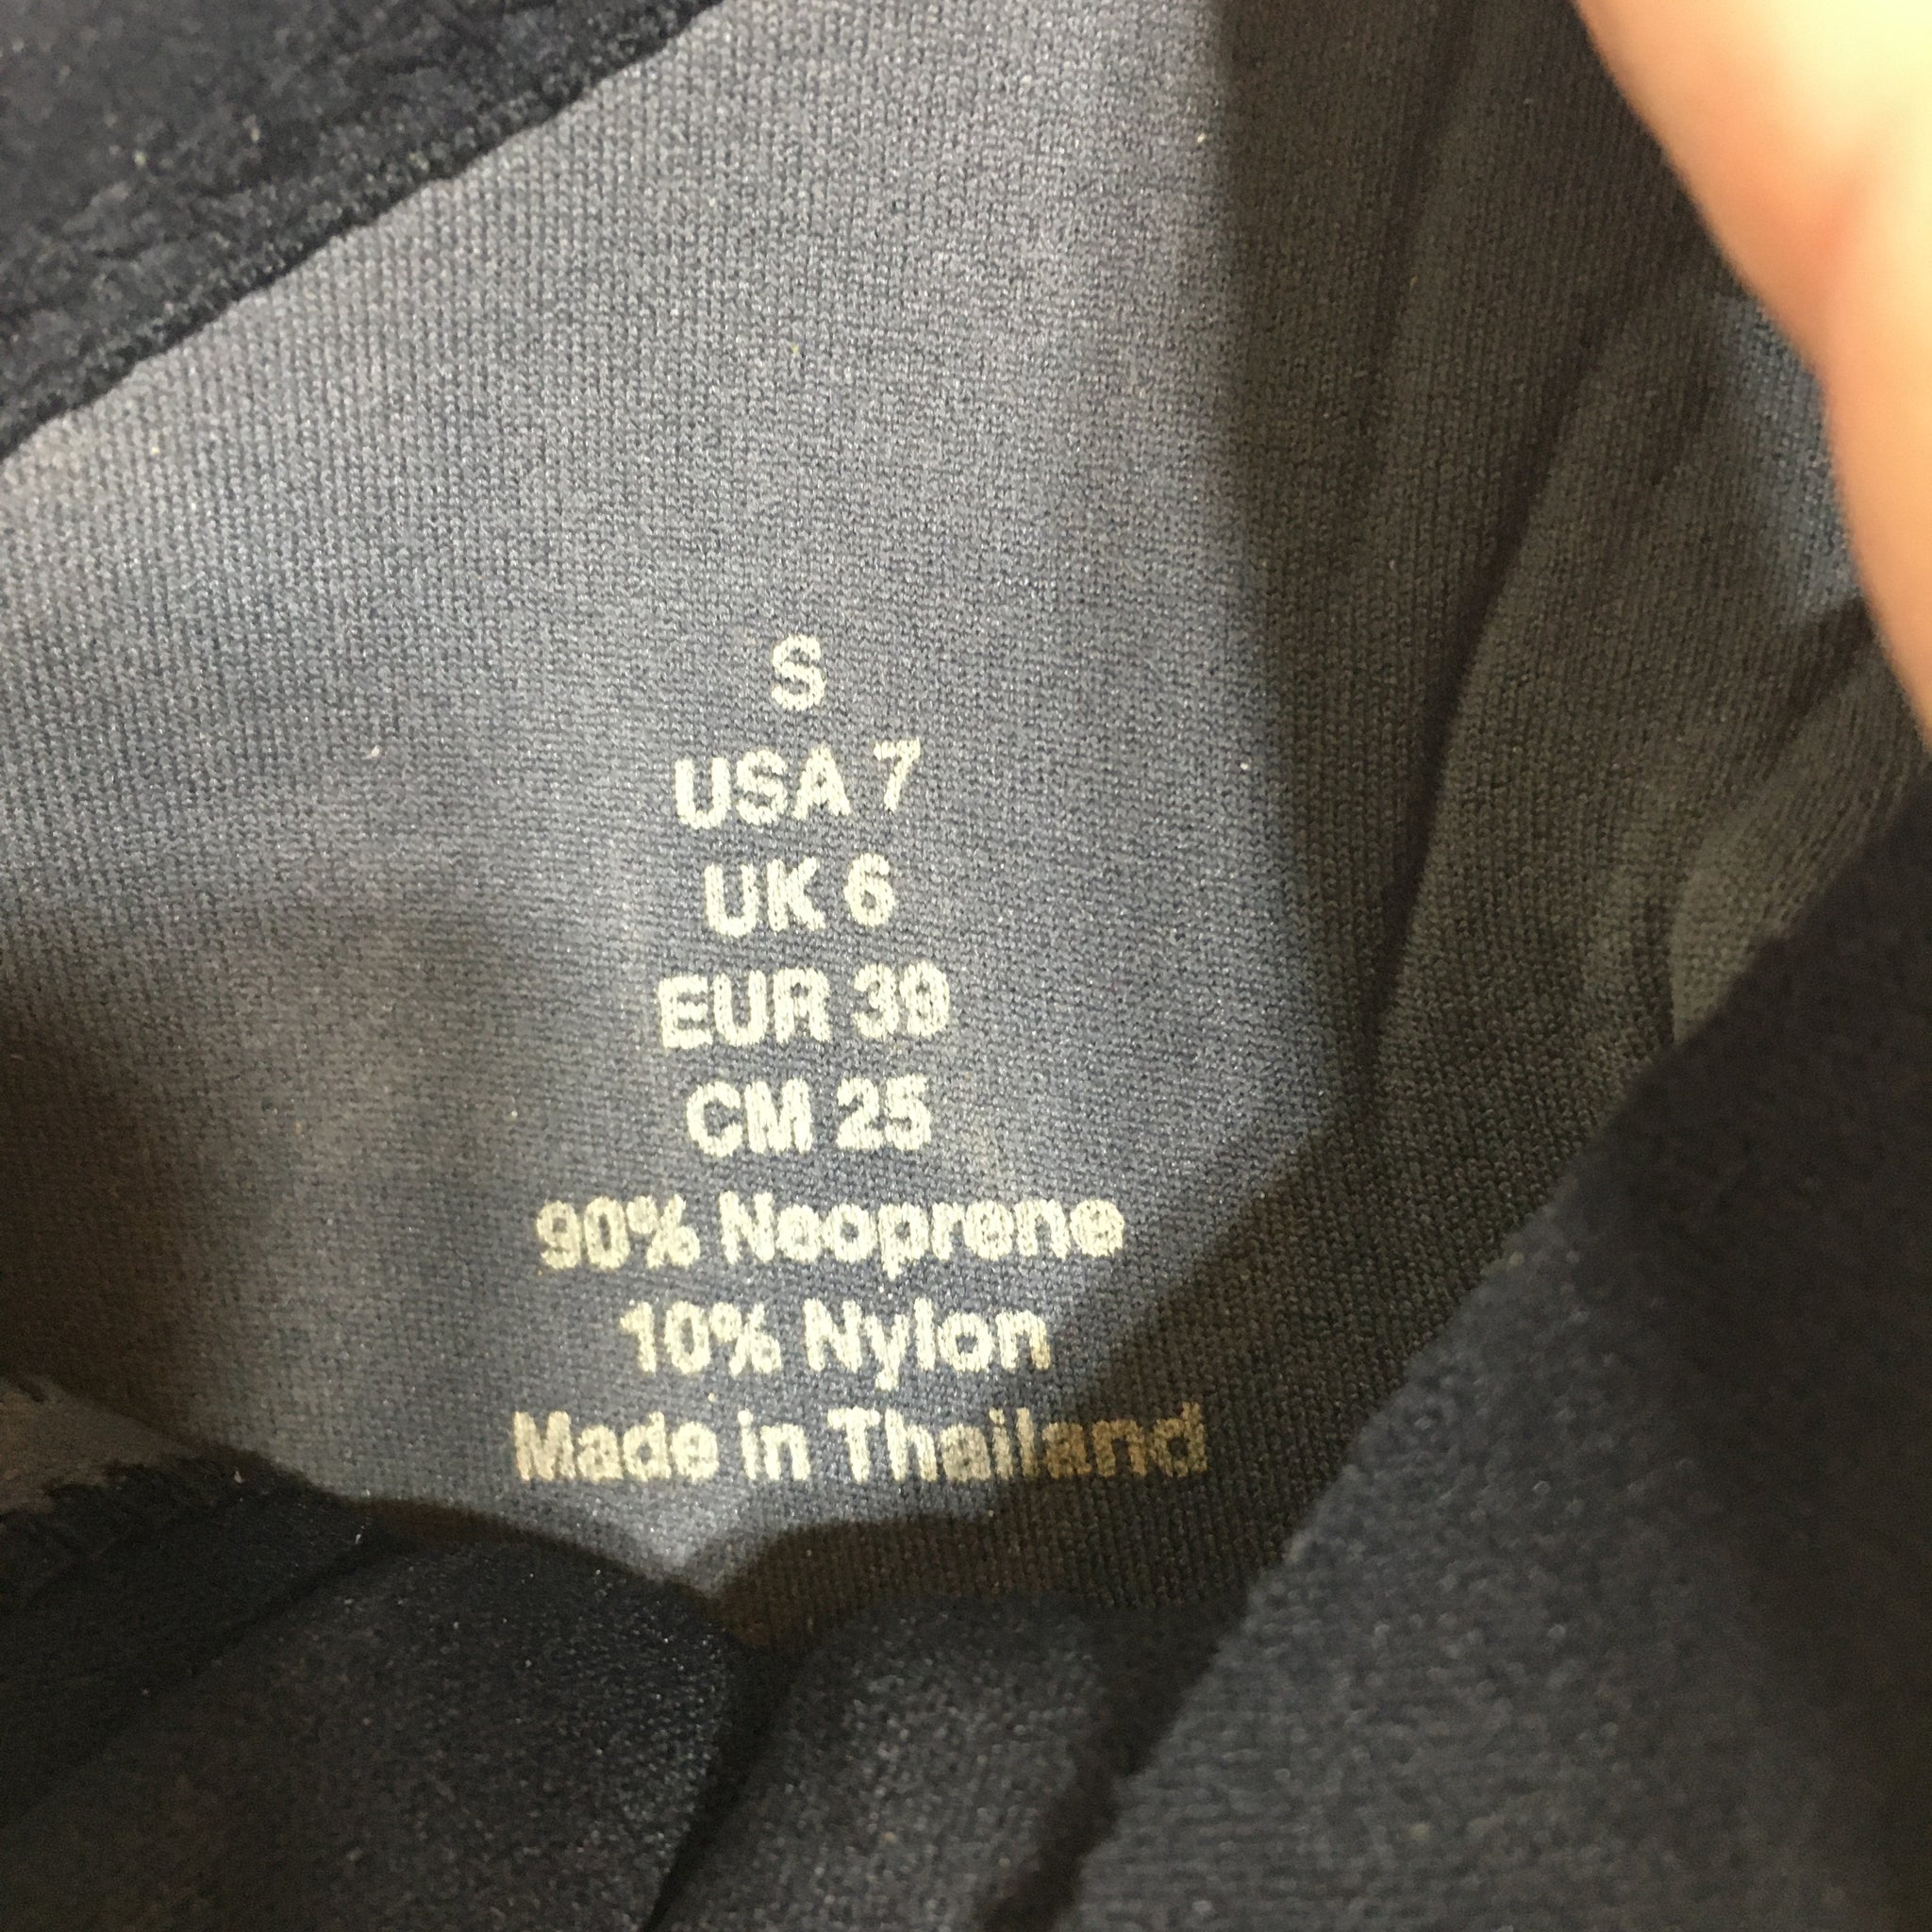 S
USA 7
UK 6
EUR 39
CM 25
90% Neoprene
10% Nylon
Made in Thailand